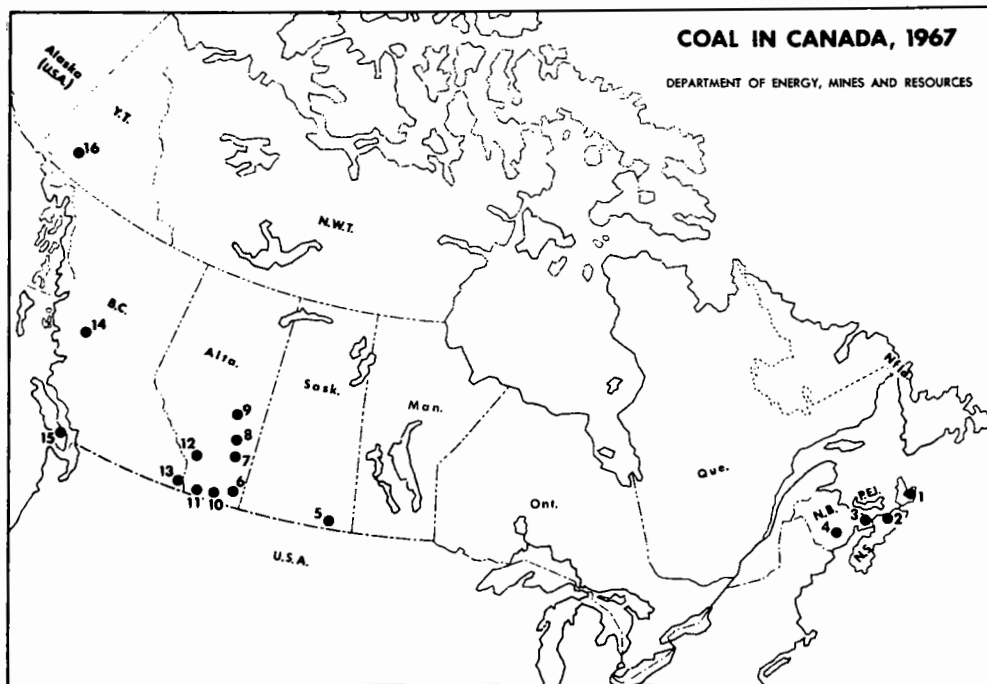 COAL IN CANADA, 1967
DEPARTMENT OF ENERGY, MINES AND RESOURCES
Alaska
(U.S.A.)
Y.T.
16
N.W.T.
B.C.
14
Alta.
Sask.
Man.
Nfld.
9
8
7
12
15
13
11
10
6
5
Ont.
Que.
U.S.A.
P.E.I.
N.B.
N.S.
1
2
3
4